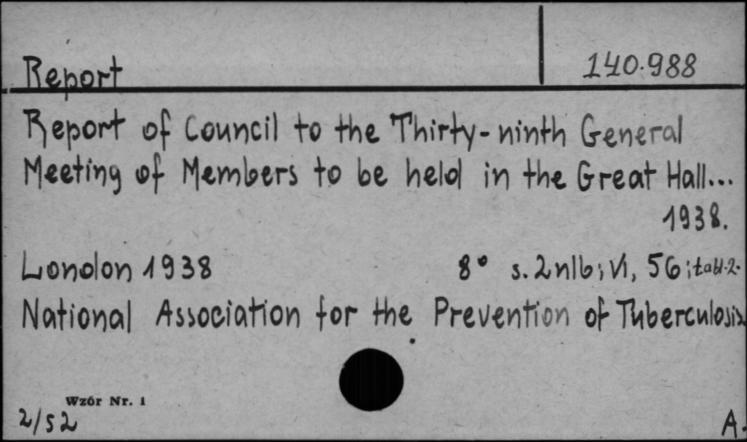 Report 140.988
Report of Council to the Thirty-ninth General
Meeting of Members to be held in the Great Hall...
1938.
London 1938 8° s. 2nlb; VI, 56; tabl. 2.
National Association for the Prevention of Tuberculosis
Wzór Nr. 1
2/52
A.